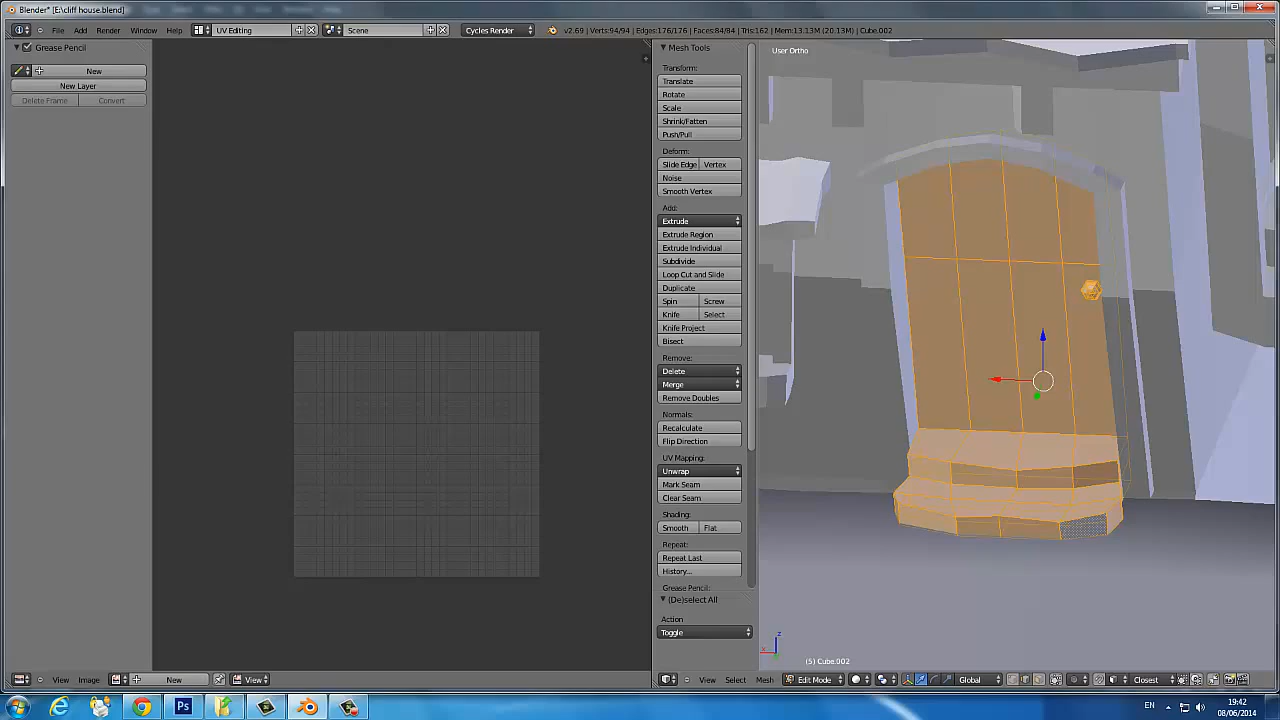 Blender* [E:\cliff house.blend]
File Add Render Window Help UV Editing Scene Cycles Render v2.69 | Verts:94/94 | Edges:176/176 | Faces:84/84 | Tris:162 | Mem:13.13M (20.13M) | Cube.002
Grease Pencil
New
New Layer
Delete Frame Convert
Mesh Tools
Transform:
Translate
Rotate
Scale
Shrink/Fatten
Push/Pull
Deform:
Slide Edge Vertex
Noise
Smooth Vertex
Add:
Extrude
Extrude Region
Extrude Individual
Subdivide
Loop Cut and Slide
Duplicate
Spin Screw
Knife Select
Knife Project
Bisect
Remove:
Delete
Merge
Remove Doubles
Normals:
Recalculate
Flip Direction
UV Mapping:
Unwrap
Mark Seam
Clear Seam
Shading:
Smooth Flat
Repeat:
Repeat Last
History...
Grease Pencil:
(De)select All
Action
Toggle
User Ortho
z
x
(5) Cube.002
View Image New View
View Select Mesh Edit Mode Global Closest
EN 19:42
08/06/2014